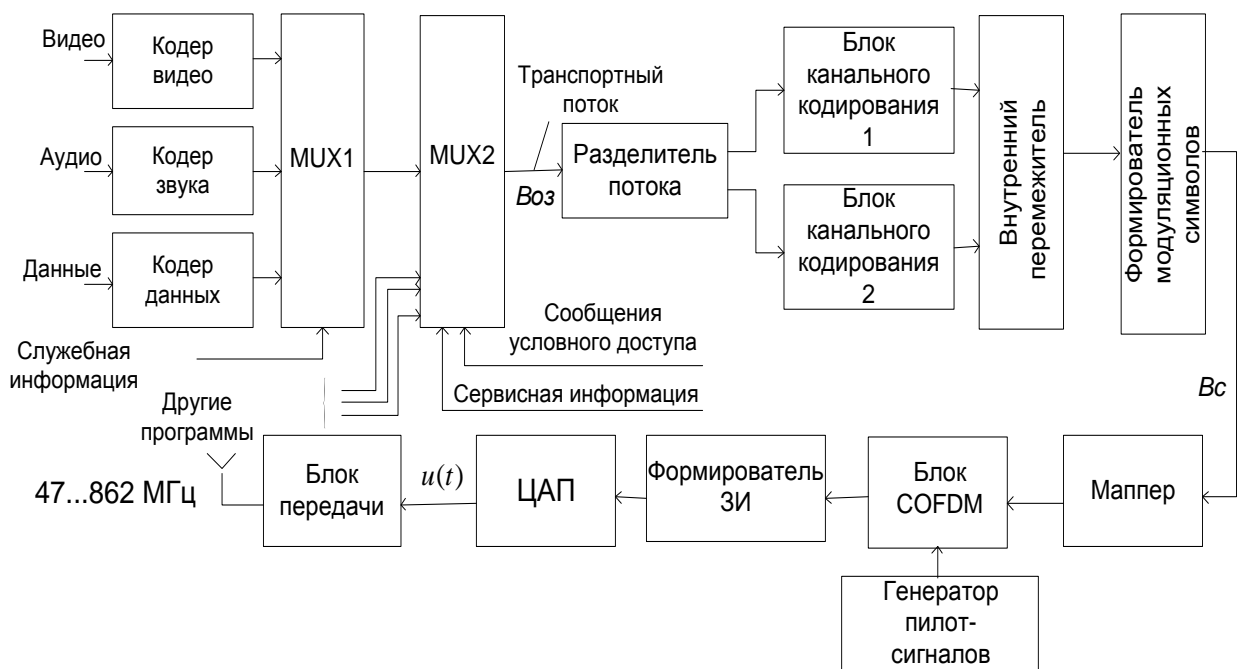 Видео
Кодер
видео
Аудио
Кодер
звука
Данные
Кодер
данных
MUX1
MUX2
Служебная
информация
Транспортный
поток
Воз
Разделитель
потока
Блок
канального
кодирования
1
Блок
канального
кодирования
2
Внутренний
перемежитель
Формирователь
модуляционных
символов
Сообщения
условного доступа
Сервисная информация
Вс
Другие
программы
47...862 МГц
Блок
передачи
u(t)
ЦАП
Формирователь
ЗИ
Блок
COFDM
Маппер
Генератор
пилот-
сигналов